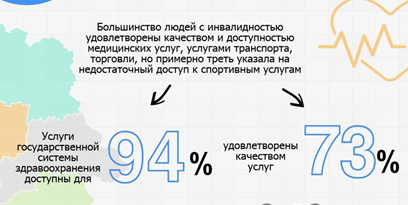 Большинство людей с инвалидностью
удовлетворены качеством и доступностью
медицинских услуг, услугами транспорта,
торговли, но примерно треть указала на
недостаточный доступ к спортивным услугам
Услуги
государственной
системы
здравоохранения
доступны для
94 %
удовлетворены
качеством
услуг
73%